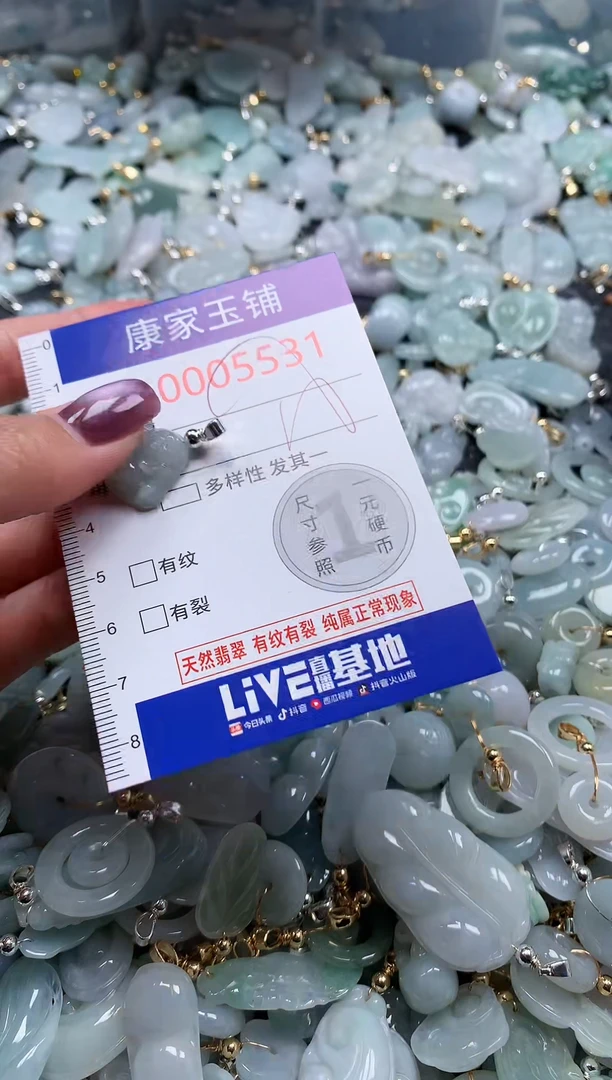 康家玉铺
0005531
多样性 发其一
尺寸参照
1
一元硬币
有纹
有裂
天然翡翠 有纹有裂 纯属正常现象
LiVE直播基地
今日头条 抖音 西瓜视频 抖音火山版
0
1
4
5
6
7
8